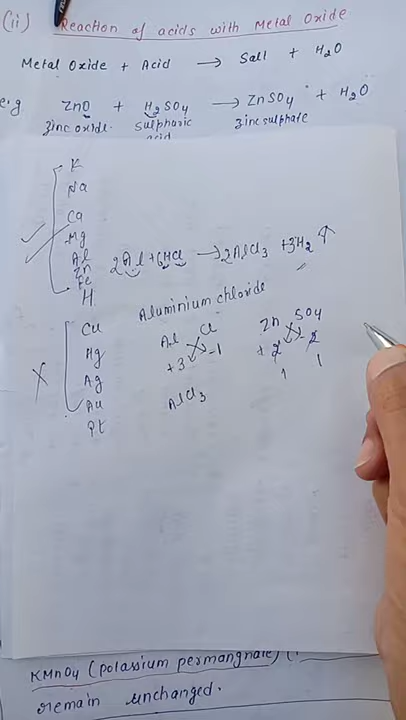 (ii) Reaction of acids with Metal Oxide
Metal Oxide + Acid → Salt + H2O
e.g ZnO + H2SO4 → ZnSO4 + H2O
Zinc oxide. sulphuric acid zinc sulphate
K
Na
Ca
Mg
Al
Zn
Fe
H
2Al + 6HCl → 2AlCl3 + 3H2 ↑
Aluminium chloride
Cu
Hg
Ag
Au
Pt
Al Cl
+3 -1
AlCl3
Zn SO4
+2 -2
1 1
KMnO4 (potassium permangnate) (
remain unchanged.